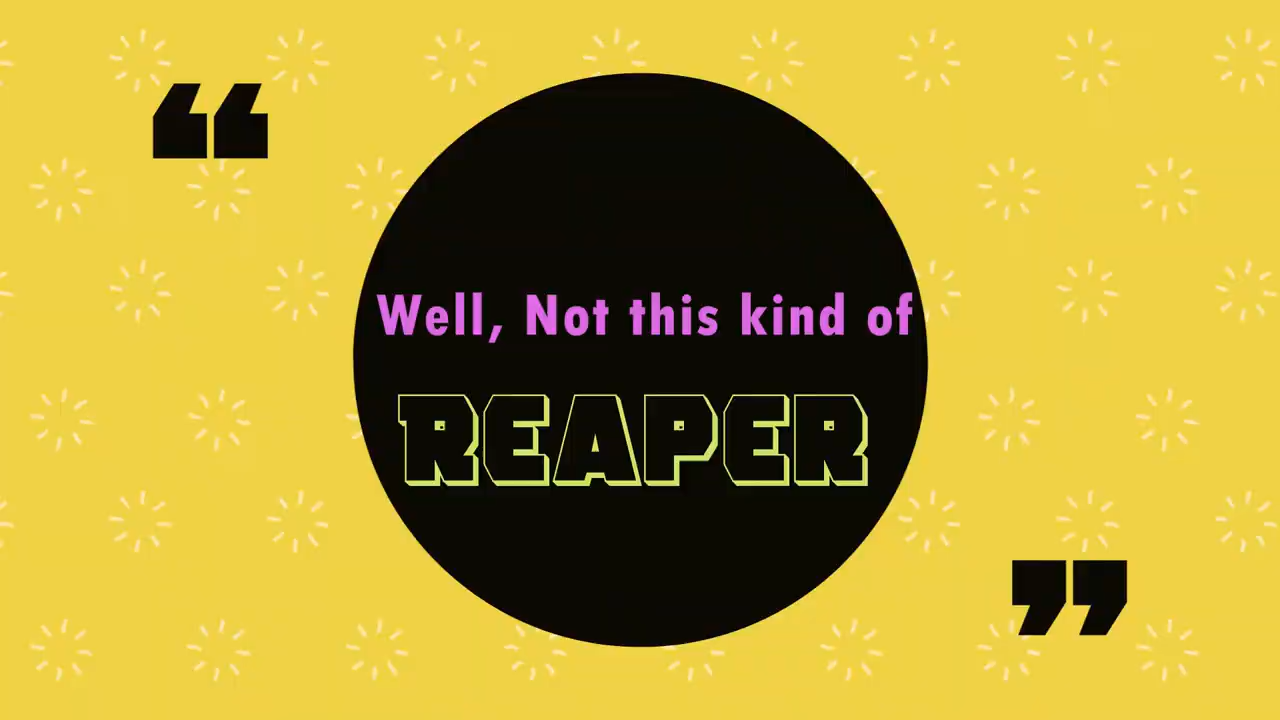 “
Well, Not this kind of
REAPER
”